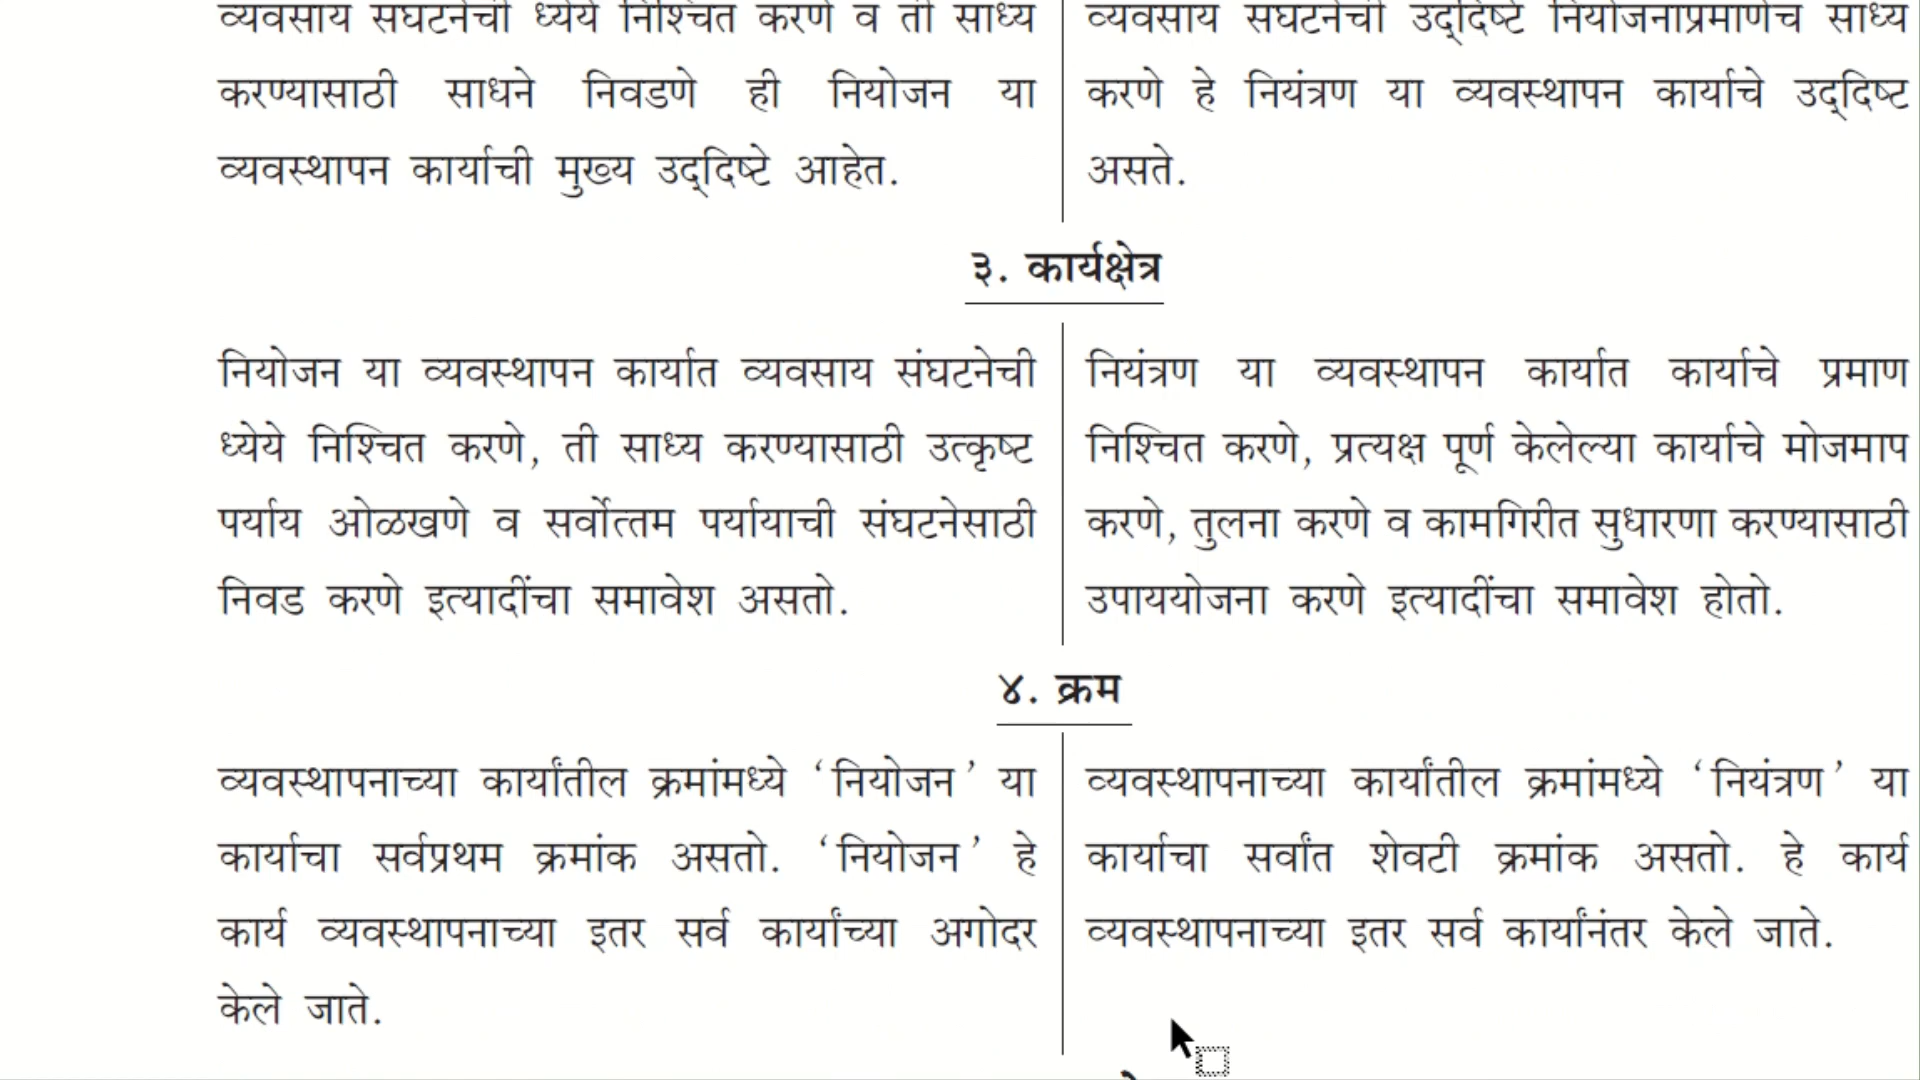 व्यवसाय संघटनेची ध्येये निश्चित करणे व ती साध्य
करण्यासाठी साधने निवडणे ही नियोजन या
व्यवस्थापन कार्याची मुख्य उद्दिष्टे आहेत.
व्यवसाय संघटनेची उद्दिष्टे नियोजनाप्रमाणेच साध्य
करणे हे नियंत्रण या व्यवस्थापन कार्याचे उद्दिष्ट
असते.
३. कार्यक्षेत्र
नियोजन या व्यवस्थापन कार्यात व्यवसाय संघटनेची
ध्येये निश्चित करणे, ती साध्य करण्यासाठी उत्कृष्ट
पर्याय ओळखणे व सर्वोत्तम पर्यायाची संघटनेसाठी
निवड करणे इत्यादींचा समावेश असतो.
नियंत्रण या व्यवस्थापन कार्यात कार्याचे प्रमाण
निश्चित करणे, प्रत्यक्ष पूर्ण केलेल्या कार्याचे मोजमाप
करणे, तुलना करणे व कामगिरीत सुधारणा करण्यासाठी
उपाययोजना करणे इत्यादींचा समावेश होतो.
४. क्रम
व्यवस्थापनाच्या कार्यांतील क्रमांमध्ये ‘नियोजन’ या
कार्याचा सर्वप्रथम क्रमांक असतो. ‘नियोजन’ हे
कार्य व्यवस्थापनाच्या इतर सर्व कार्यांच्या अगोदर
केले जाते.
व्यवस्थापनाच्या कार्यांतील क्रमांमध्ये ‘नियंत्रण’ या
कार्याचा सर्वांत शेवटी क्रमांक असतो. हे कार्य
व्यवस्थापनाच्या इतर सर्व कार्यांनंतर केले जाते.